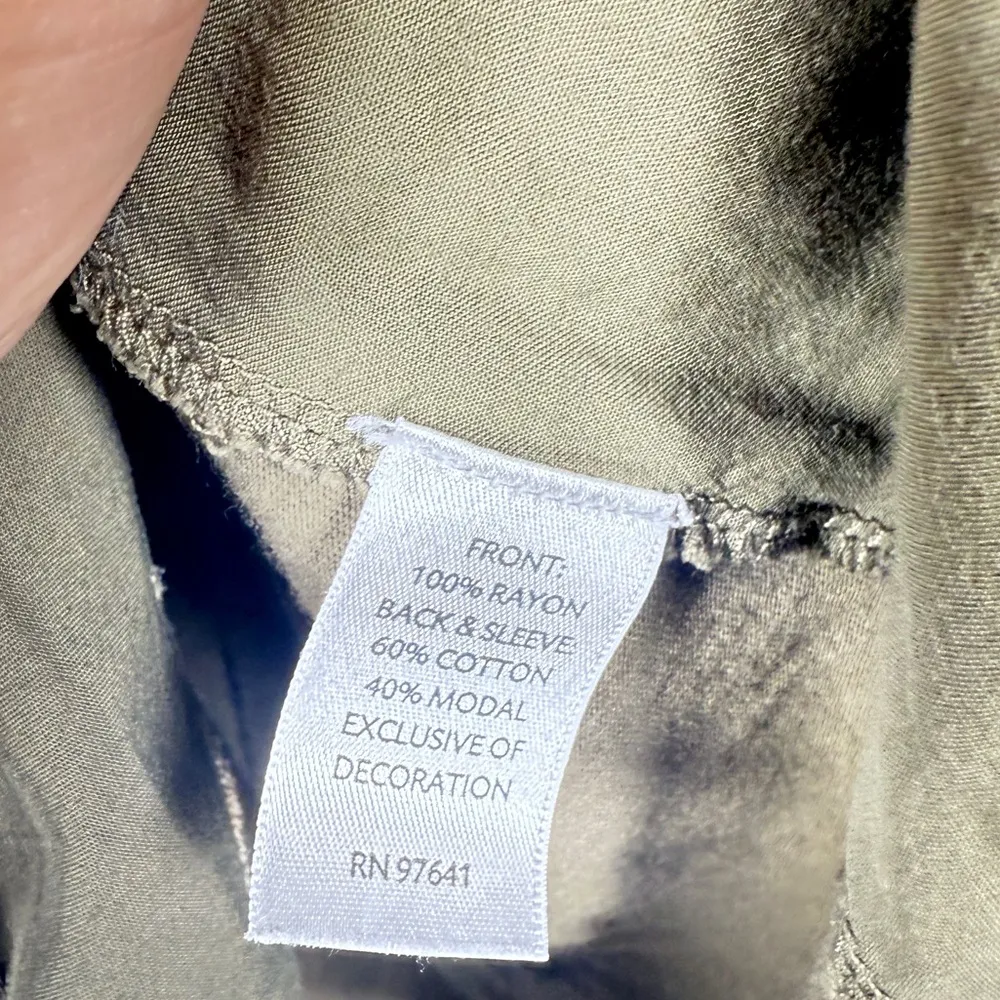 FRONT:
100% RAYON
BACK & SLEEVE:
60% COTTON
40% MODAL
EXCLUSIVE OF
DECORATION
RN 97641